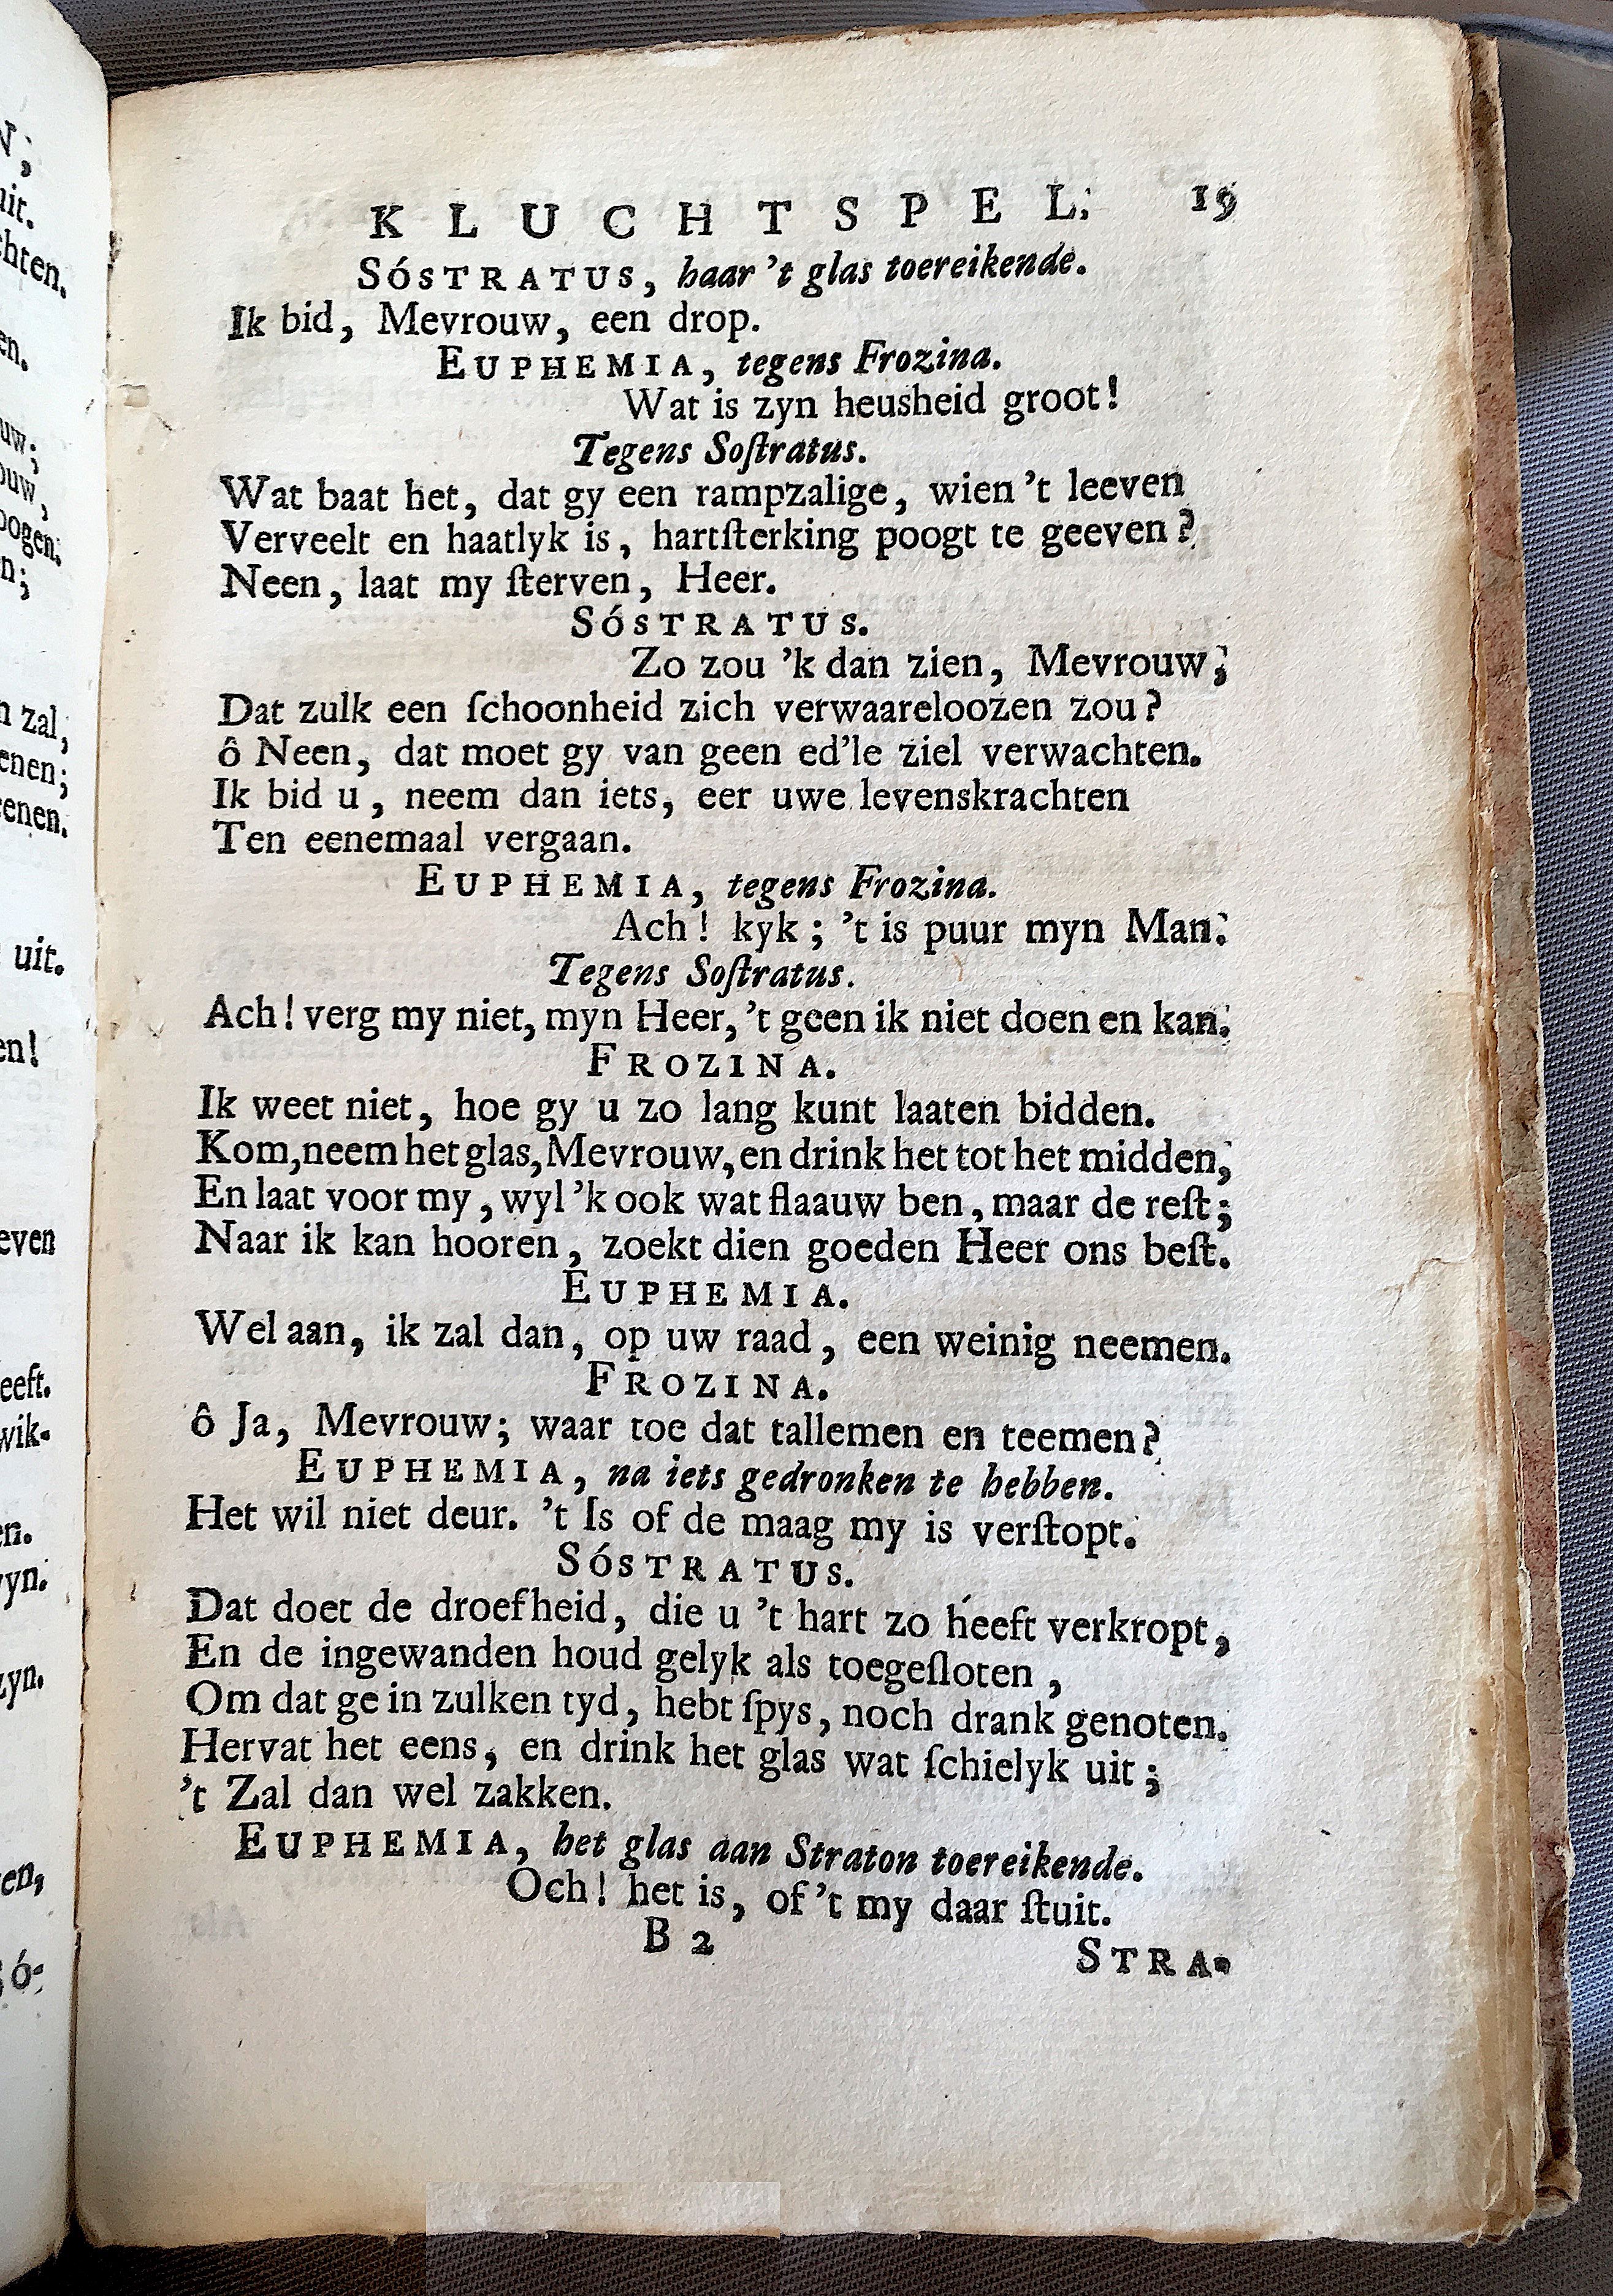 KLUCHTSPEL. 19
SóSTRATUS, haar 't glas toereikende.
Ik bid, Mevrouw, een drop.
EUPHEMIA, tegens Frozina.
Wat is zyn heusheid groot!
Tegens Soſtratus.
Wat baat het, dat gy een rampzalige, wien 't leeven
Verveelt en haatlyk is, hartſterking poogt te geeven?
Neen, laat my ſterven, Heer.
SóSTRATUS.
Zo zou 'k dan zien, Mevrouw;
Dat zulk een ſchoonheid zich verwaareloozen zou?
ô Neen, dat moet gy van geen ed'le ziel verwachten.
Ik bid u, neem dan iets, eer uwe levenskrachten
Ten eenemaal vergaan.
EUPHEMIA, tegens Frozina.
Ach! kyk; 't is puur myn Man.
Tegens Soſtratus.
Ach! verg my niet, myn Heer, 't geen ik niet doen en kan.
FROZINA.
Ik weet niet, hoe gy u zo lang kunt laaten bidden.
Kom, neem het glas, Mevrouw, en drink het tot het midden,
En laat voor my, wyl 'k ook wat flaauw ben, maar de reſt;
Naar ik kan hooren, zoekt dien goeden Heer ons beſt.
EUPHEMIA.
Wel aan, ik zal dan, op uw raad, een weinig neemen.
FROZINA.
ô Ja, Mevrouw; waar toe dat tallemen en teemen?
EUPHEMIA, na iets gedronken te hebben.
Het wil niet deur. 't Is of de maag my is verſtopt.
SóSTRATUS.
Dat doet de droefheid, die u 't hart zo heeft verkropt,
En de ingewanden houd gelyk als toegeſloten,
Om dat ge in zulken tyd, hebt ſpys, noch drank genoten.
Hervat het eens, en drink het glas wat ſchielyk uit;
't Zal dan wel zakken.
EUPHEMIA, het glas aan Straton toereikende.
Och! het is, of 't my daar ſtuit.
B 2
STRA-